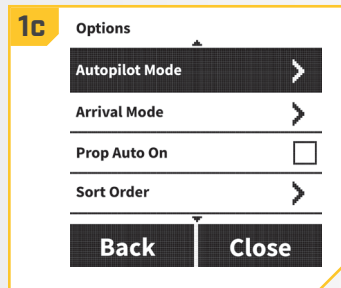 1c
Options
Autopilot Mode
Arrival Mode
Prop Auto On
Sort Order
Back Close